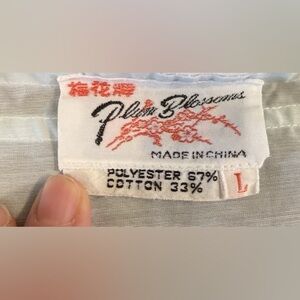 梅花牌
Plum Blossoms
MADE IN CHINA
POLYESTER 67%
COTTON 33%
L